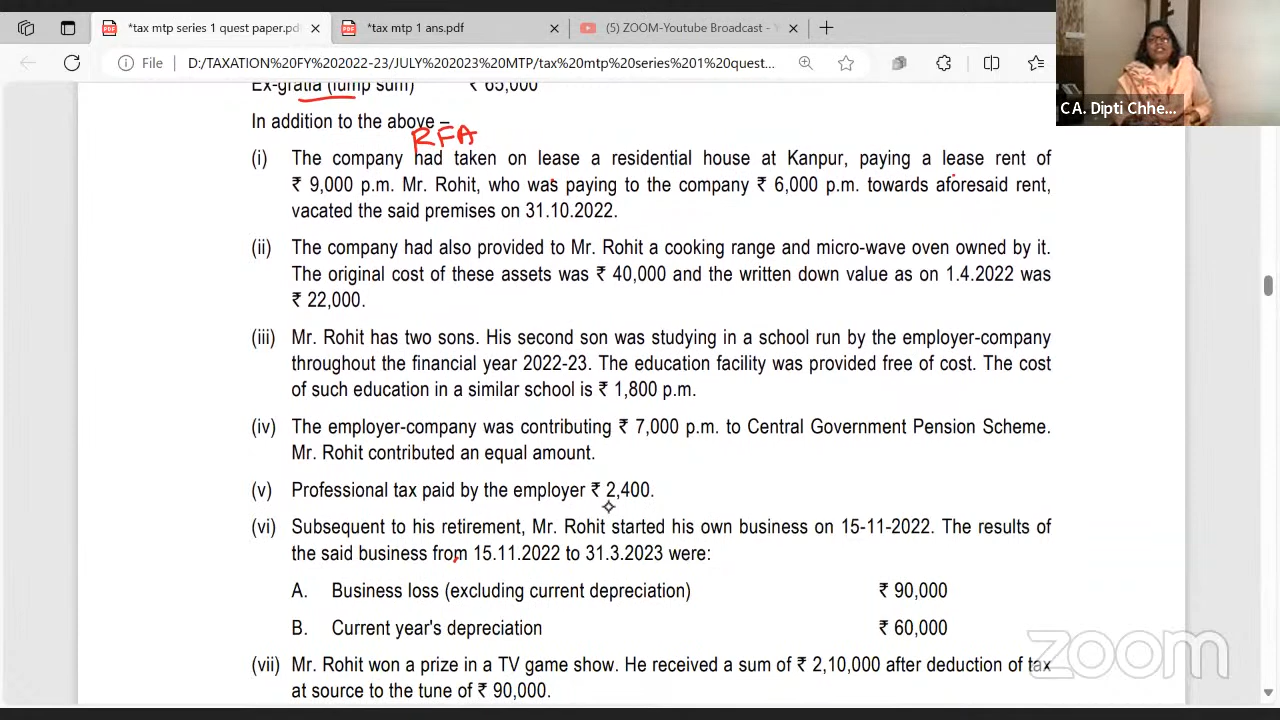 *tax mtp series 1 quest paper.pdf
*tax mtp 1 ans.pdf
(5) ZOOM-Youtube Broadcast -
File
D:/TAXATION%20FY%202022-23/JULY%202023%20MTP/tax%20mtp%20series%201%20quest...
C A. Dipti Chhe...
Ex-gratia (lump sum) ₹ 65,000
In addition to the above –
RFA
(i) The company had taken on lease a residential house at Kanpur, paying a lease rent of
₹ 9,000 p.m. Mr. Rohit, who was paying to the company ₹ 6,000 p.m. towards aforesaid rent,
vacated the said premises on 31.10.2022.
(ii) The company had also provided to Mr. Rohit a cooking range and micro-wave oven owned by it.
The original cost of these assets was ₹ 40,000 and the written down value as on 1.4.2022 was
₹ 22,000.
(iii) Mr. Rohit has two sons. His second son was studying in a school run by the employer-company
throughout the financial year 2022-23. The education facility was provided free of cost. The cost
of such education in a similar school is ₹ 1,800 p.m.
(iv) The employer-company was contributing ₹ 7,000 p.m. to Central Government Pension Scheme.
Mr. Rohit contributed an equal amount.
(v) Professional tax paid by the employer ₹ 2,400.
(vi) Subsequent to his retirement, Mr. Rohit started his own business on 15-11-2022. The results of
the said business from 15.11.2022 to 31.3.2023 were:
A. Business loss (excluding current depreciation) ₹ 90,000
B. Current year's depreciation ₹ 60,000
(vii) Mr. Rohit won a prize in a TV game show. He received a sum of ₹ 2,10,000 after deduction of tax
at source to the tune of ₹ 90,000.
zoom